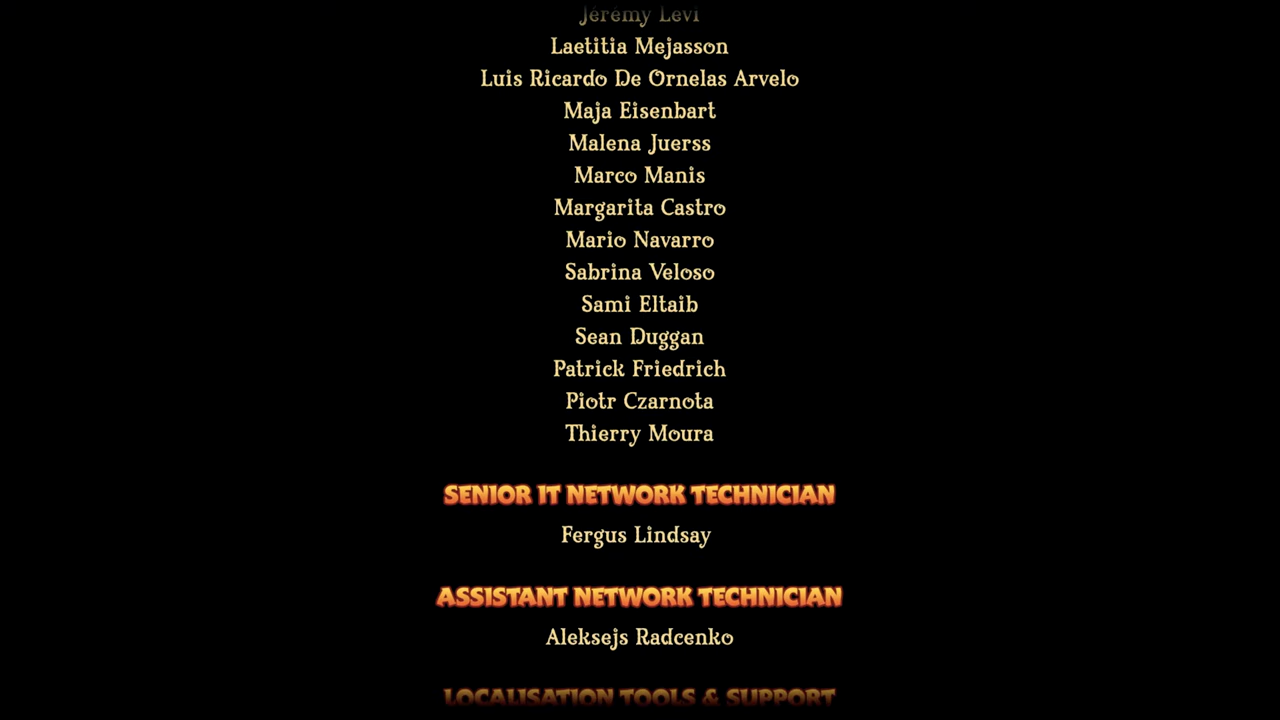 Jérémy Levi
Laetitia Mejasson
Luis Ricardo De Ornelas Arvelo
Maja Eisenbart
Malena Juerss
Marco Manis
Margarita Castro
Mario Navarro
Sabrina Veloso
Sami Eltaib
Sean Duggan
Patrick Friedrich
Piotr Czarnota
Thierry Moura
SENIOR IT NETWORK TECHNICIAN
Fergus Lindsay
ASSISTANT NETWORK TECHNICIAN
Aleksejs Radcenko
LOCALISATION TOOLS & SUPPORT